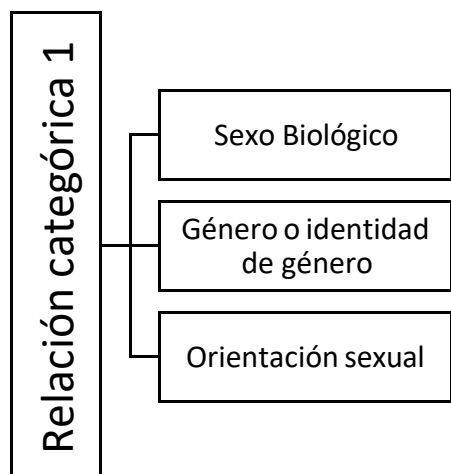 Relación categórica 1
Sexo Biológico
Género o identidad
de género
Orientación sexual